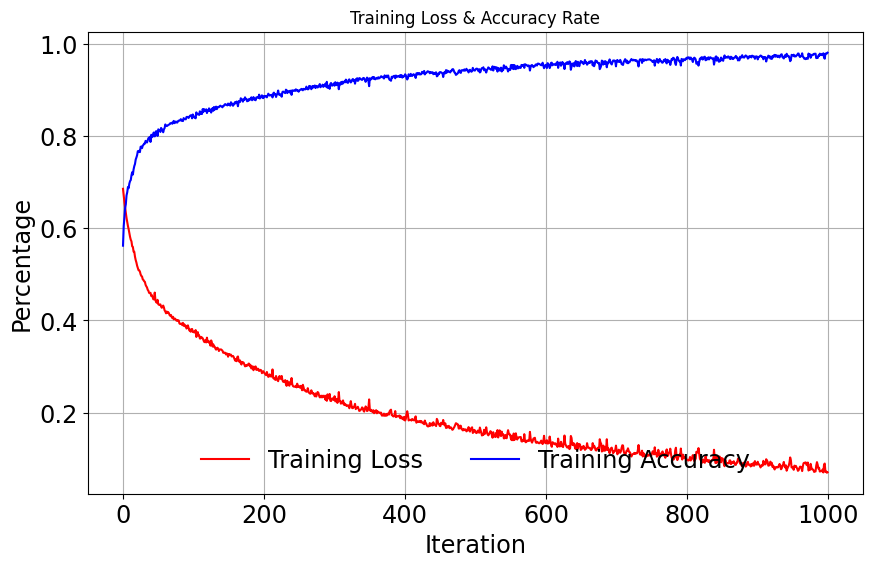 Training Loss & Accuracy Rate
1.0
0.8
0.6
0.4
0.2
Percentage
Training Loss Training Accuracy
0 200 400 600 800 1000
Iteration